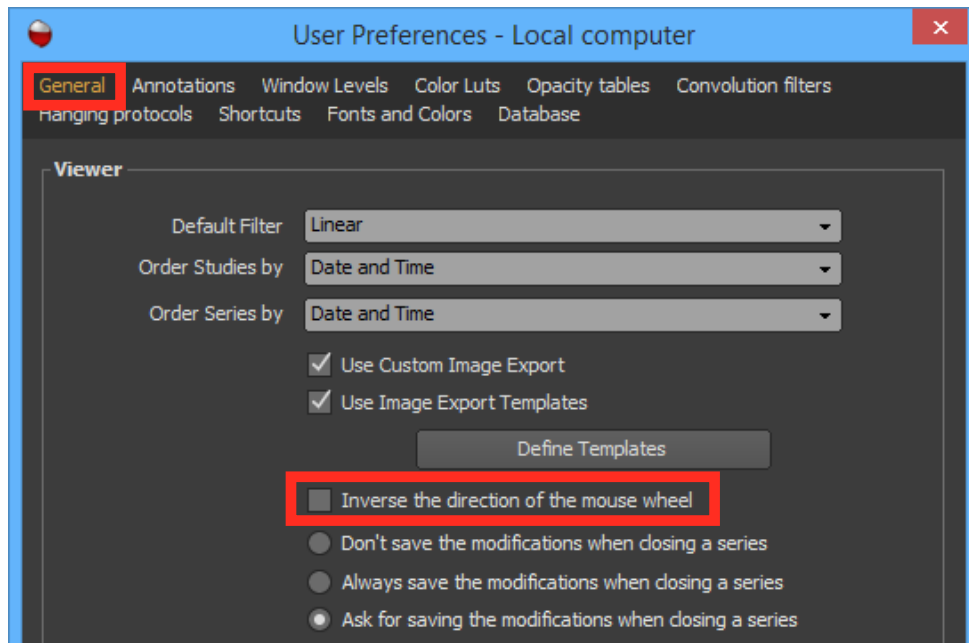 User Preferences - Local computer
General Annotations Window Levels Color Luts Opacity tables Convolution filters
Hanging protocols Shortcuts Fonts and Colors Database
Viewer
Default Filter Linear
Order Studies by Date and Time
Order Series by Date and Time
Use Custom Image Export
Use Image Export Templates
Define Templates
Inverse the direction of the mouse wheel
Don't save the modifications when closing a series
Always save the modifications when closing a series
Ask for saving the modifications when closing a series